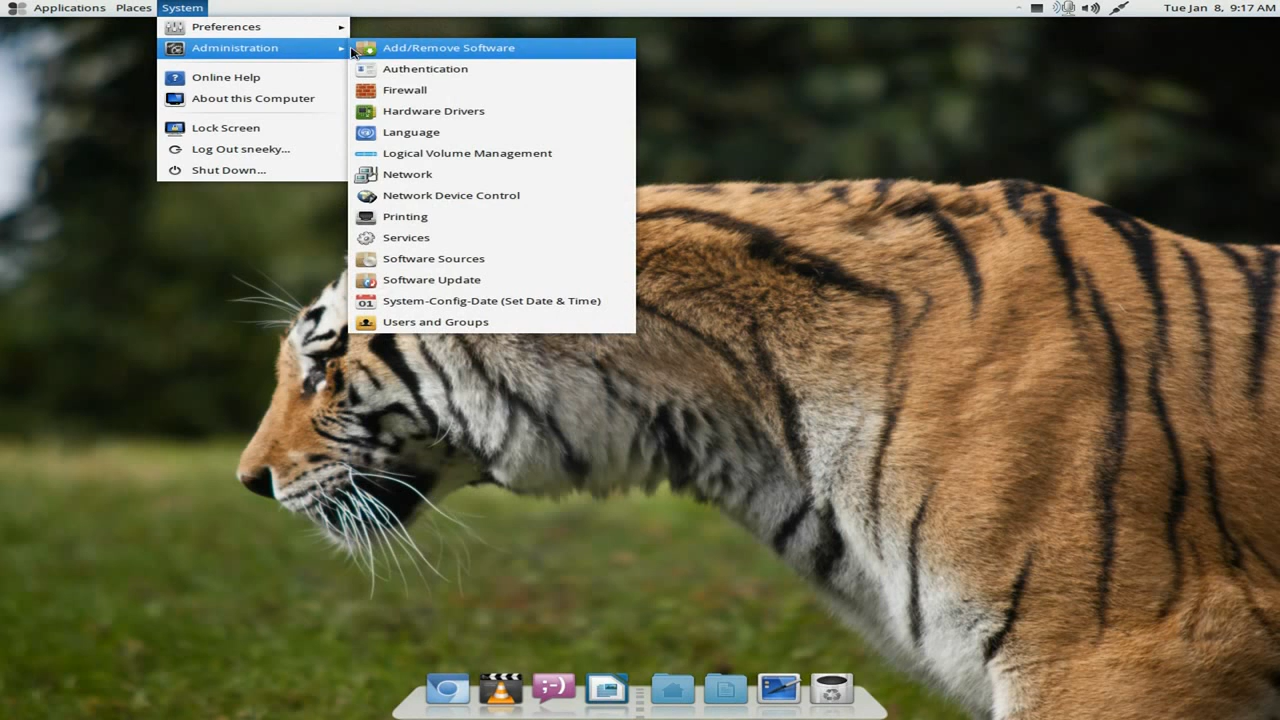 Applications Places System
Tue Jan 8, 9:17 AM
Preferences
Administration
Online Help
About this Computer
Lock Screen
Log Out sneeky...
Shut Down...
Add/Remove Software
Authentication
Firewall
Hardware Drivers
Language
Logical Volume Management
Network
Network Device Control
Printing
Services
Software Sources
Software Update
01
System-Config-Date (Set Date & Time)
Users and Groups
;-)